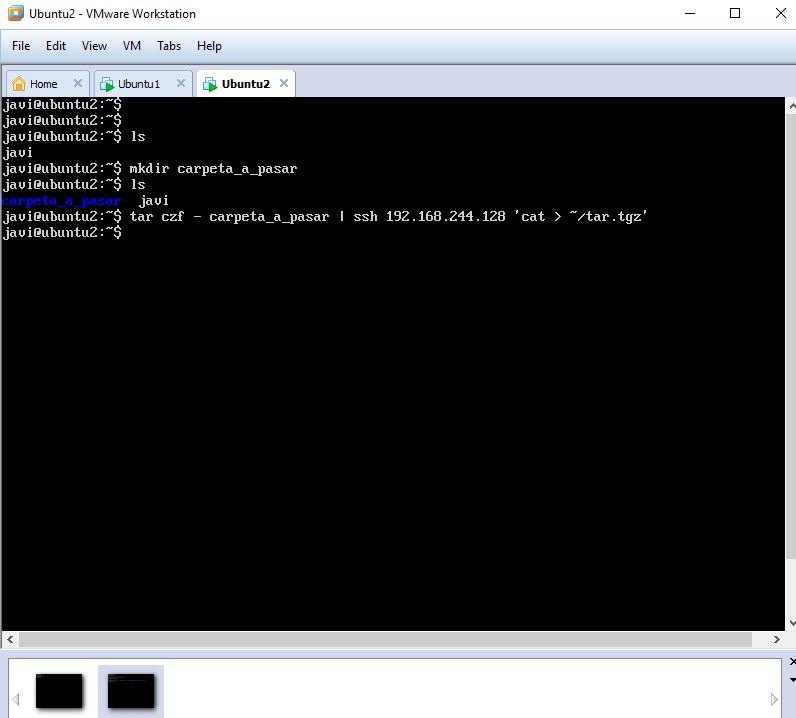 Ubuntu2 - VMware Workstation
File Edit View VM Tabs Help
Home Ubuntu1 Ubuntu2
javi@ubuntu2:~$
javi@ubuntu2:~$
javi@ubuntu2:~$ ls
javi
javi@ubuntu2:~$ mkdir carpeta_a_pasar
javi@ubuntu2:~$ ls
carpeta_a_pasar  javi
javi@ubuntu2:~$ tar czf - carpeta_a_pasar | ssh 192.168.244.128 'cat > ~/tar.tgz'
javi@ubuntu2:~$